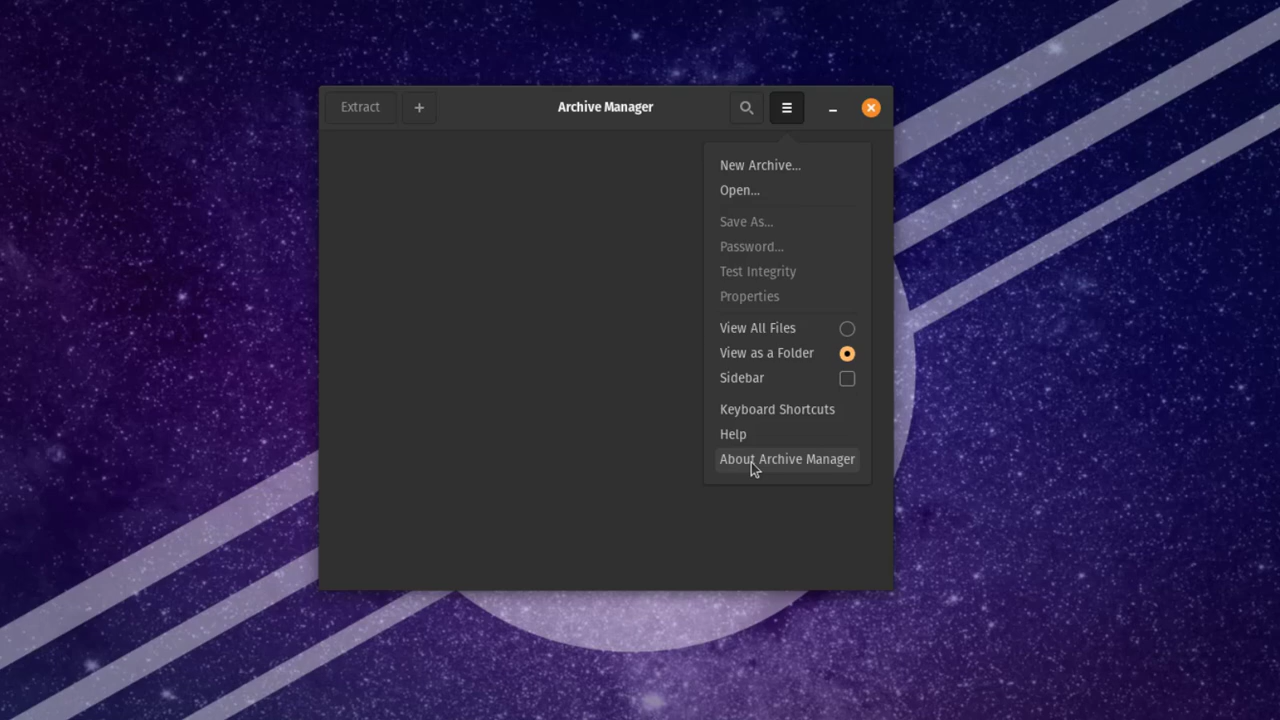 Extract
+
Archive Manager
New Archive…
Open…
Save As…
Password…
Test Integrity
Properties
View All Files
View as a Folder
Sidebar
Keyboard Shortcuts
Help
About Archive Manager